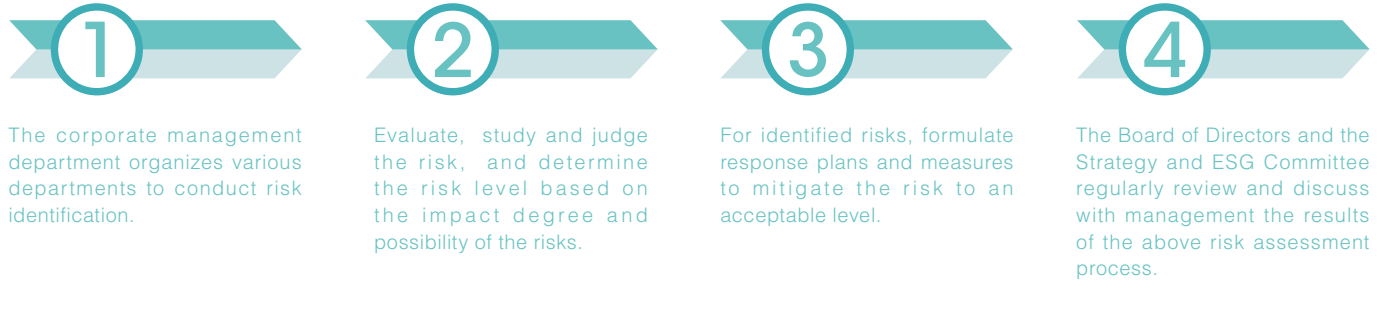 1
The corporate management
department organizes various
departments to conduct risk
identification.
2
Evaluate, study and judge
the risk, and determine
the risk level based on
the impact degree and
possibility of the risks.
3
For identified risks, formulate
response plans and measures
to mitigate the risk to an
acceptable level.
4
The Board of Directors and the
Strategy and ESG Committee
regularly review and discuss
with management the results
of the above risk assessment
process.